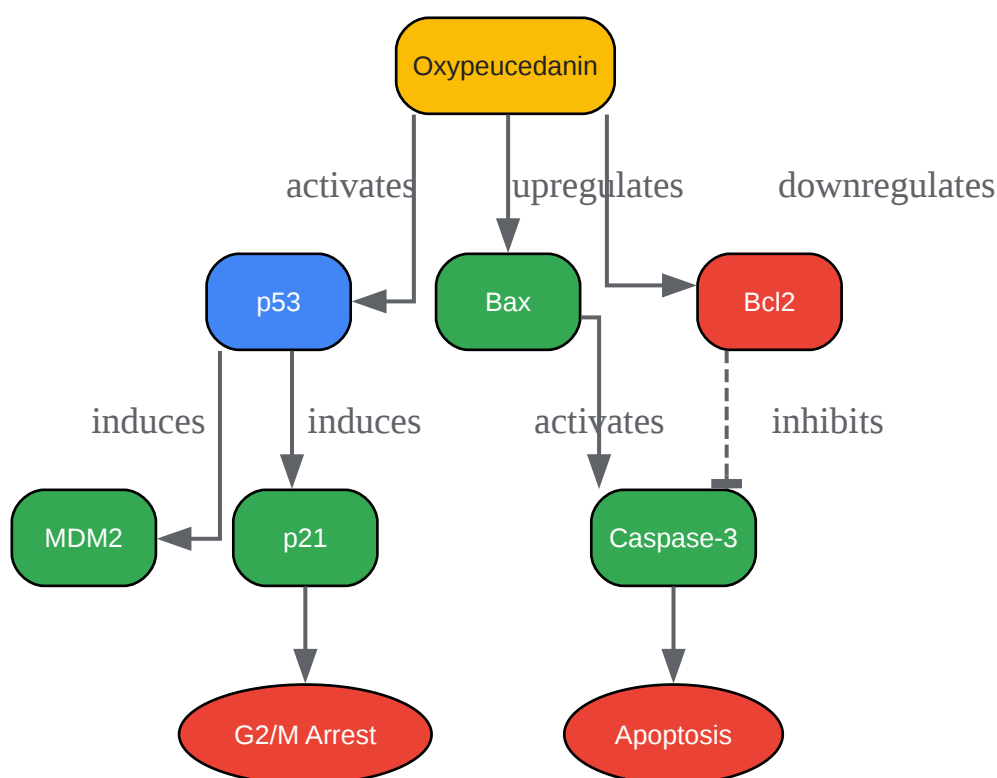 Oxypeucedanin
activates
upregulates
downregulates
p53
Bax
Bcl2
induces
induces
activates
inhibits
MDM2
p21
Caspase-3
G2/M Arrest
Apoptosis